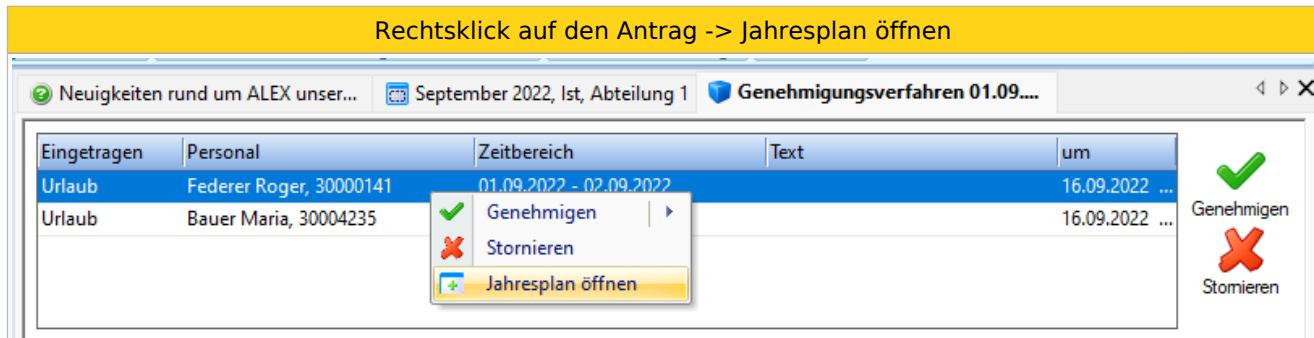 Rechtsklick auf den Antrag -> Jahresplan öffnen
Neuigkeiten rund um ALEX unser... September 2022, Ist, Abteilung 1 Genehmigungsverfahren 01.09....
Eingetragen Personal Zeitbereich Text um
Urlaub Federer Roger, 30000141 01.09.2022 - 02.09.2022 16.09.2022 ...
Urlaub Bauer Maria, 30004235 16.09.2022 ...
Genehmigen
Stornieren
Jahresplan öffnen
Genehmigen
Stornieren